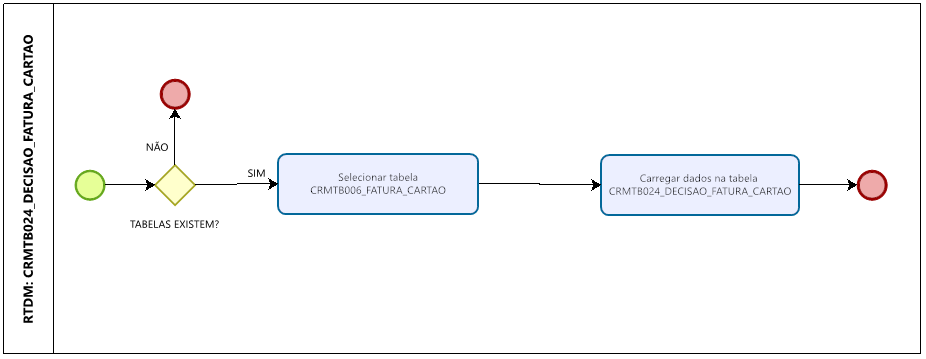 RTDM: CRMTB024_DECISAO_FATURA_CARTAO
NÃO
SIM
TABELAS EXISTEM?
Selecionar tabela
CRMTB006_FATURA_CARTAO
Carregar dados na tabela
CRMTB024_DECISAO_FATURA_CARTAO